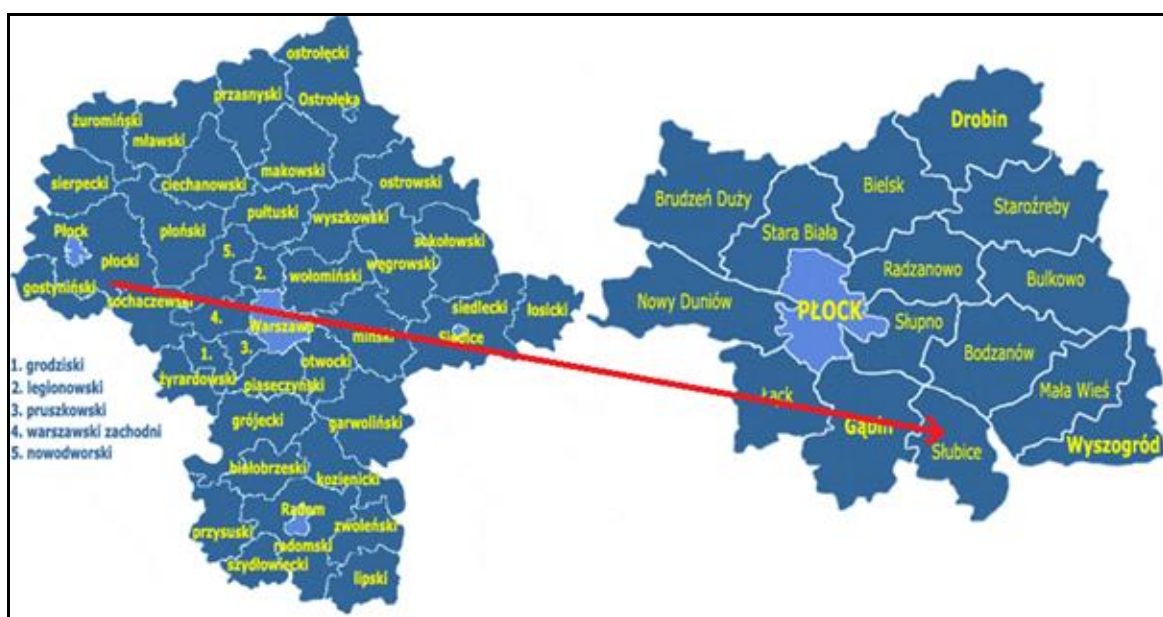 ostrołęcki
przasnyski
Ostrołęka
żuromiński
mławski
sierpecki
ciechanowski
makowski
ostrowski
pułtuski
wyszkowski
Płock
płoński
sokołowski
płocki
5.
węgrowski
2.
wołomiński
gostyniński
sochaczewski
siedlecki
łosicki
4.
Warszawa
miński
Siedlce
1.
3.
otwocki
żyrardowski
piaseczyński
1. grodziski
2. legionowski
3. pruszkowski
4. warszawski zachodni
5. nowodworski
grójecki
garwoliński
białobrzeski
kozienicki
Radom
przysuski
zwoleński
radomski
szydłowiecki
lipski
Drobin
Bielsk
Brudzeń Duży
Staroźreby
Stara Biała
Radzanowo
Bulkowo
Nowy Duniów
PŁOCK
Słupno
Bodzanów
Łąck
Mała Wieś
Gąbin
Wyszogród
Słubice